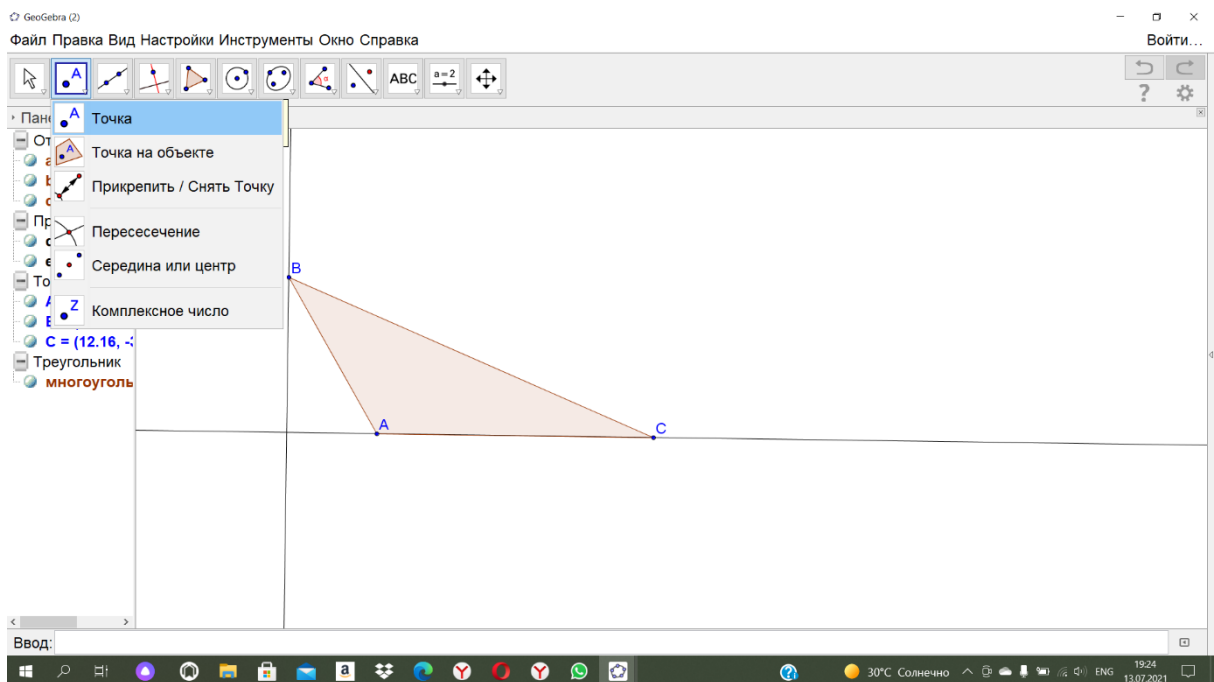 GeoGebra (2)
Файл Правка Вид Настройки Инструменты Окно Справка
Войти...
A
ABC
a = 2
α
?
A Точка
A Точка на объекте
Прикрепить / Снять Точку
Пересесечение
Середина или центр
Z Комплексное число
C = (12.16, -3
Треугольник
многоуголь
B
A
C
Ввод:
30°C Солнечно
ENG
19:24
13.07.2021